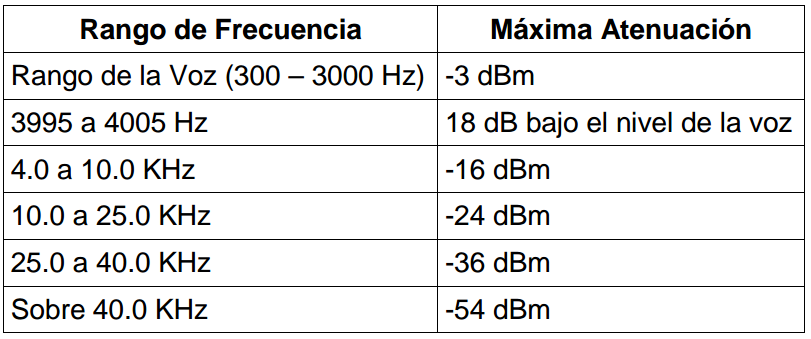 Rango de Frecuencia Máxima Atenuación
Rango de la Voz (300 – 3000 Hz) -3 dBm
3995 a 4005 Hz 18 dB bajo el nivel de la voz
4.0 a 10.0 KHz -16 dBm
10.0 a 25.0 KHz -24 dBm
25.0 a 40.0 KHz -36 dBm
Sobre 40.0 KHz -54 dBm